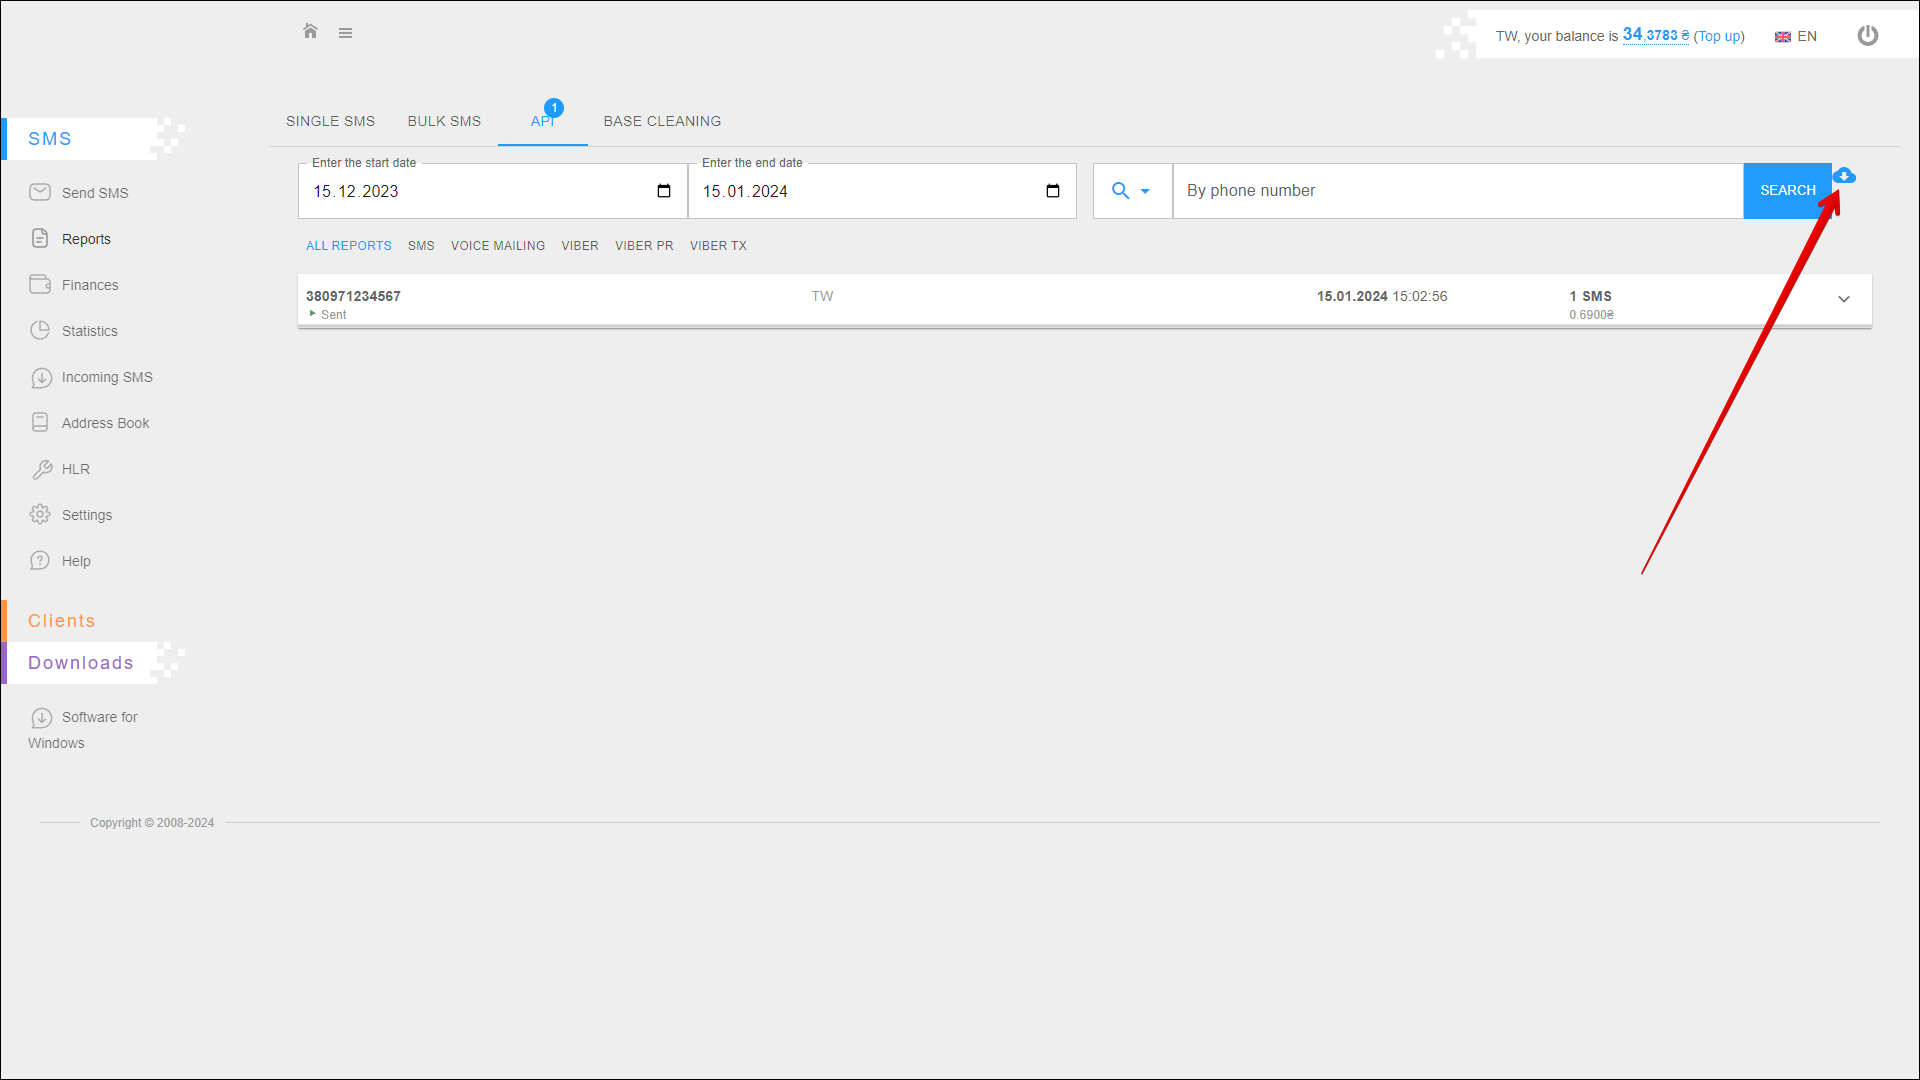 TW, your balance is 34,3783 ₴ (Top up)
EN
SINGLE SMS
BULK SMS
API
1
BASE CLEANING
SMS
Send SMS
Reports
Finances
Statistics
Incoming SMS
Address Book
HLR
Settings
Help
Clients
Downloads
Software for
Windows
Enter the start date
15.12.2023
Enter the end date
15.01.2024
By phone number
SEARCH
ALL REPORTS
SMS
VOICE MAILING
VIBER
VIBER PR
VIBER TX
380971234567
TW
15.01.2024 15:02:56
1 SMS
Sent
0.6900₴
Copyright © 2008-2024